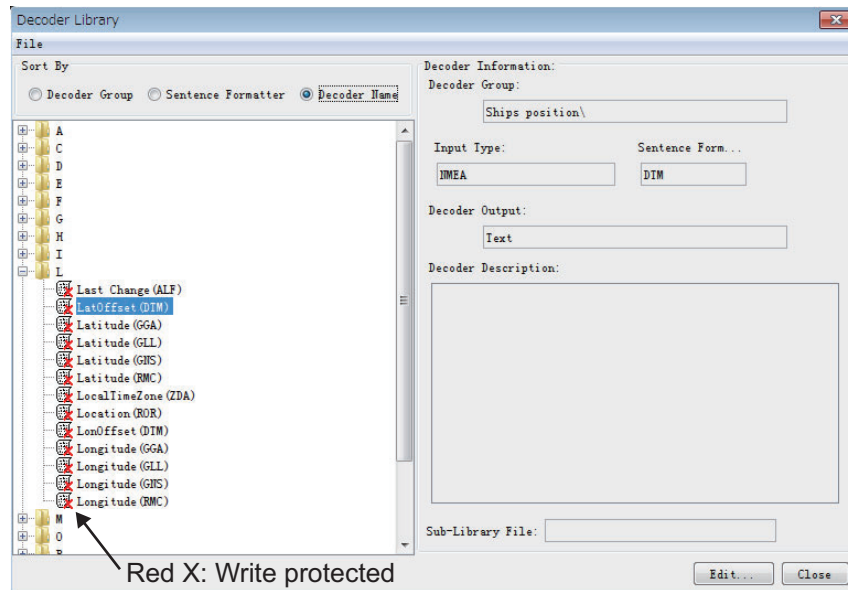 Decoder Library
File
Sort By
Decoder Group
Sentence Formatter
Decoder Name
A
C
D
E
F
G
H
I
L
Last Change(ALF)
LatOffset(DTM)
Latitude(GGA)
Latitude(GLL)
Latitude(GNS)
Latitude(RMC)
LocalTimeZone(ZDA)
Location(ROR)
LonOffset(DTM)
Longitude(GGA)
Longitude(GLL)
Longitude(GNS)
Longitude(RMC)
M
O
Red X: Write protected
Decoder Information:
Decoder Group:
Ships position\
Input Type:
Sentence Form...
NMEA
DTM
Decoder Output:
Text
Decoder Description:
Sub-Library File:
Edit...
Close